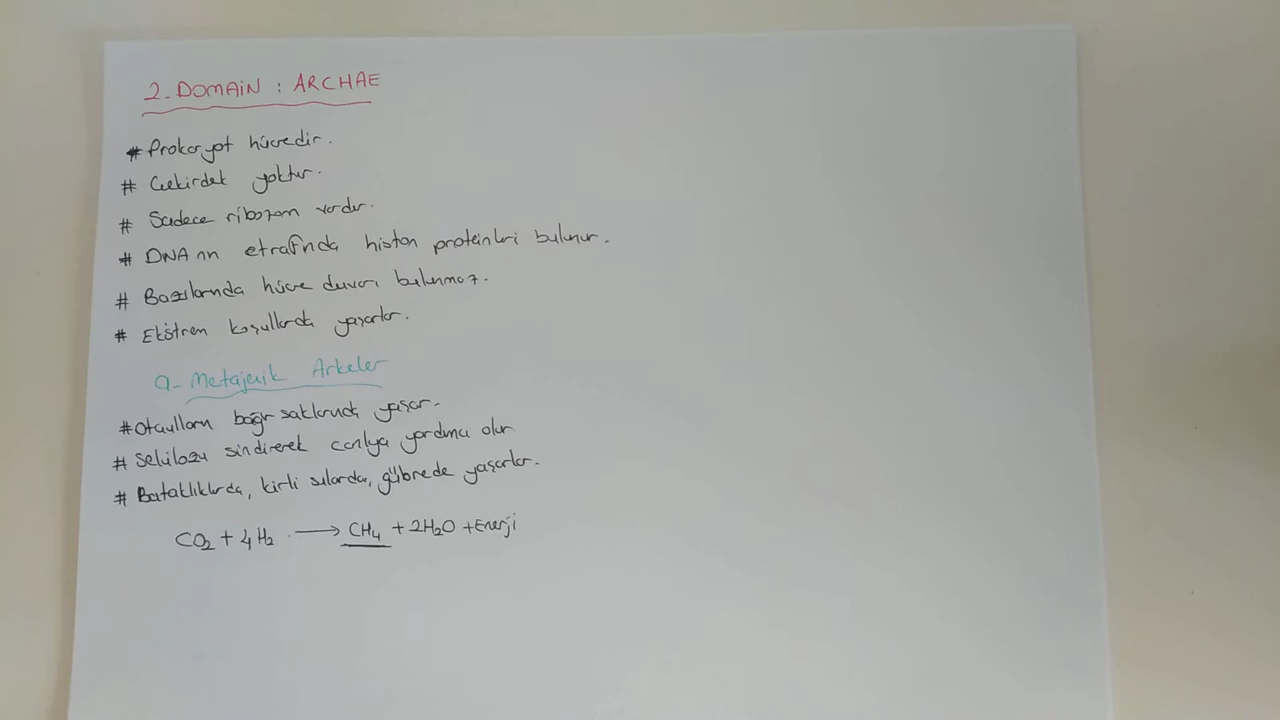 2-DOMAİN : ARCHAE
# Prokaryot hücredir.
# Çekirdek yoktur.
# Sadece ribozom vardır.
# DNA nın etrafında histon proteinleri bulunur.
# Bazılarında hücre duvarı bulunmaz.
# Ekstrem koşullarda yaşarlar.
a- Metajenik Arkeler
# Otçulların bağırsaklarında yaşar.
# Selülozu sindirerek canlıya yardımcı olur
# Bataklıklarda, kirli sularda, gübrede yaşarlar.
CO₂ + 4H₂ → CH₄ + 2H₂O + Enerji